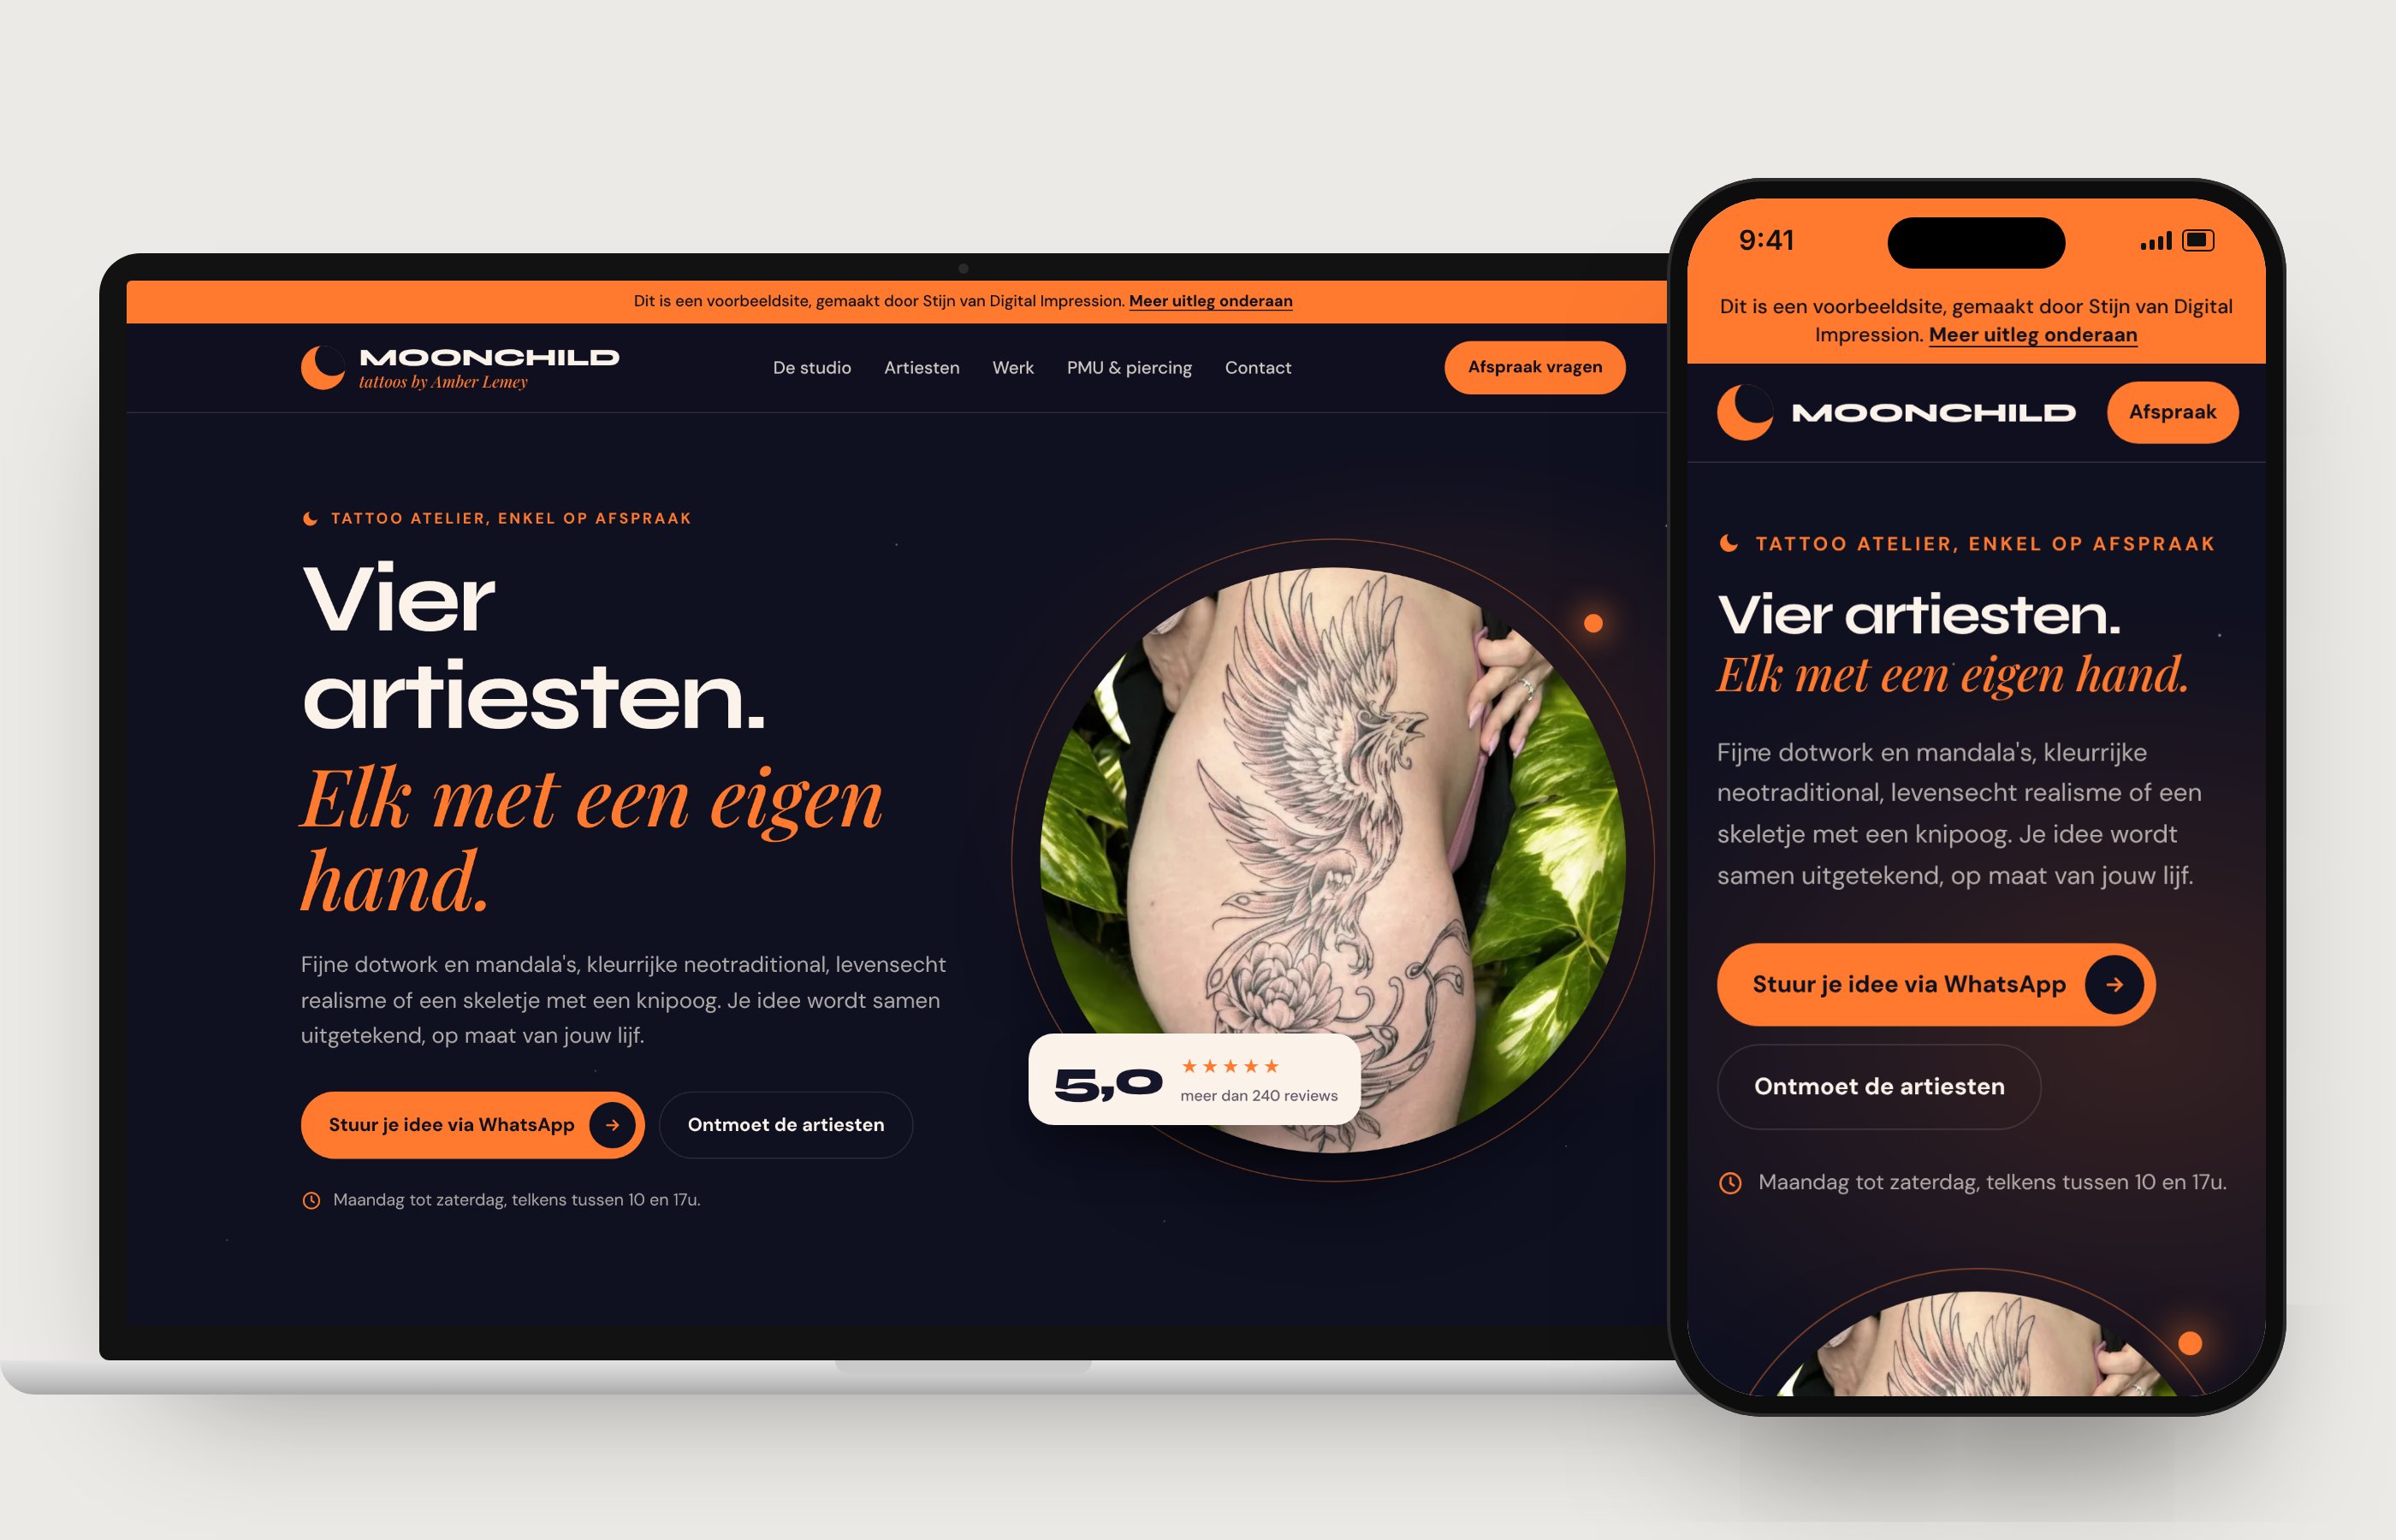 Dit is een voorbeeldsite, gemaakt door Stijn van Digital Impression. Meer uitleg onderaan
MOONCHILD
tattoos by Amber Lemey
De studio
Artiesten
Werk
PMU & piercing
Contact
Afspraak vragen
TATTOO ATELIER, ENKEL OP AFSPRAAK
Vier
artiesten.
Elk met een eigen
hand.
Fijne dotwork en mandala's, kleurrijke neotraditional, levensecht
realisme of een skeletje met een knipoog. Je idee wordt samen
uitgetekend, op maat van jouw lijf.
Stuur je idee via WhatsApp
Ontmoet de artiesten
Maandag tot zaterdag, telkens tussen 10 en 17u.
5,0
★★★★★
meer dan 240 reviews
9:41
Dit is een voorbeeldsite, gemaakt door Stijn van Digital
Impression. Meer uitleg onderaan
MOONCHILD
Afspraak
TATTOO ATELIER, ENKEL OP AFSPRAAK
Vier artiesten.
Elk met een eigen hand.
Fijne dotwork en mandala's, kleurrijke
neotraditional, levensecht realisme of een
skeletje met een knipoog. Je idee wordt
samen uitgetekend, op maat van jouw lijf.
Stuur je idee via WhatsApp
Ontmoet de artiesten
Maandag tot zaterdag, telkens tussen 10 en 17u.